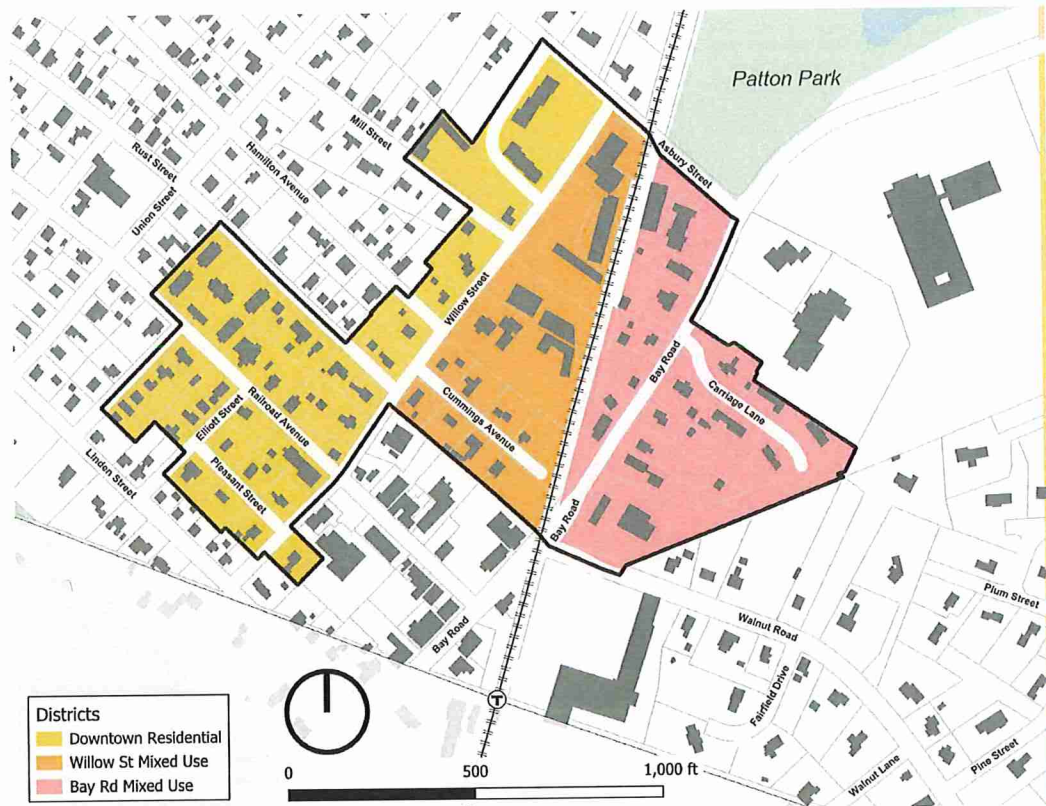 Patton Park
Mill Street
Asbury Street
Rust Street
Hamilton Avenue
Union Street
Willow Street
Bay Road
Carriage Lane
Cummings Avenue
Railroad Avenue
Elliott Street
Linden Street
Pleasant Street
Bay Road
Plum Street
Bay Road
Walnut Road
Fairfield Drive
T
Pine Street
Walnut Lane
Districts
Downtown Residential
Willow St Mixed Use
Bay Rd Mixed Use
0 500 1,000 ft